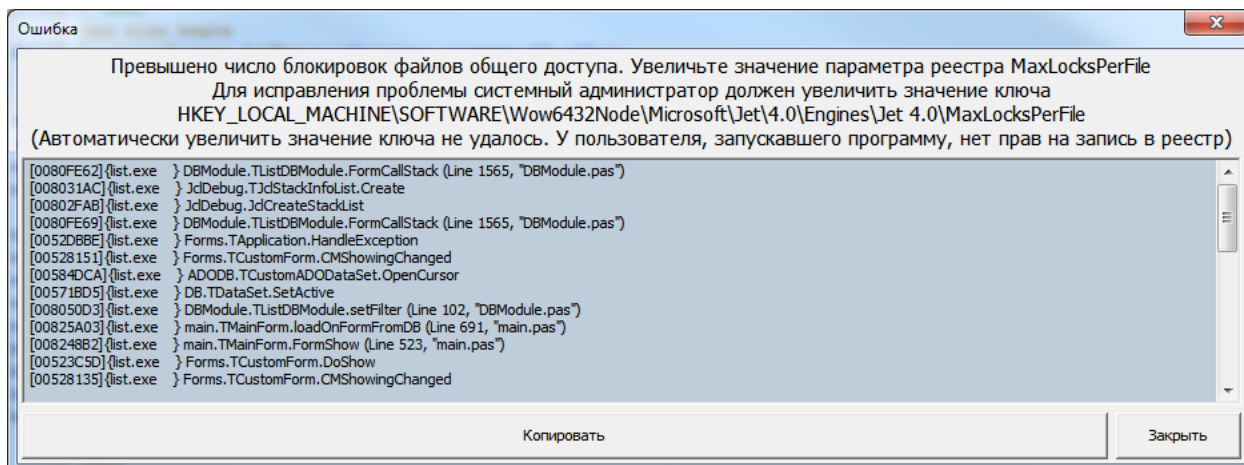 Ошибка
Превышено число блокировок файлов общего доступа. Увеличьте значение параметра реестра MaxLocksPerFile
Для исправления проблемы системный администратор должен увеличить значение ключа
HKEY_LOCAL_MACHINE\SOFTWARE\Wow6432Node\Microsoft\Jet\4.0\Engines\Jet 4.0\MaxLocksPerFile
(Автоматически увеличить значение ключа не удалось. У пользователя, запускавшего программу, нет прав на запись в реестр)
[0080FE62]{list.exe } DBModule.TListDBModule.FormCallStack (Line 1565, "DBModule.pas")
[008031AC]{list.exe } JclDebug.TJclStackInfoList.Create
[00802FAB]{list.exe } JclDebug.JclCreateStackList
[0080FE69]{list.exe } DBModule.TListDBModule.FormCallStack (Line 1565, "DBModule.pas")
[0052DBBE]{list.exe } Forms.TApplication.HandleException
[00528151]{list.exe } Forms.TCustomForm.CMShowingChanged
[00584DCA]{list.exe } ADODB.TCustomADODataSet.OpenCursor
[00571BD5]{list.exe } DB.TDataSet.SetActive
[008050D3]{list.exe } DBModule.TListDBModule.setFilter (Line 102, "DBModule.pas")
[00825A03]{list.exe } main.TMainForm.loadOnFormFromDB (Line 691, "main.pas")
[008248B2]{list.exe } main.TMainForm.FormShow (Line 523, "main.pas")
[00523C5D]{list.exe } Forms.TCustomForm.DoShow
[00528135]{list.exe } Forms.TCustomForm.CMShowingChanged
Копировать
Закрыть